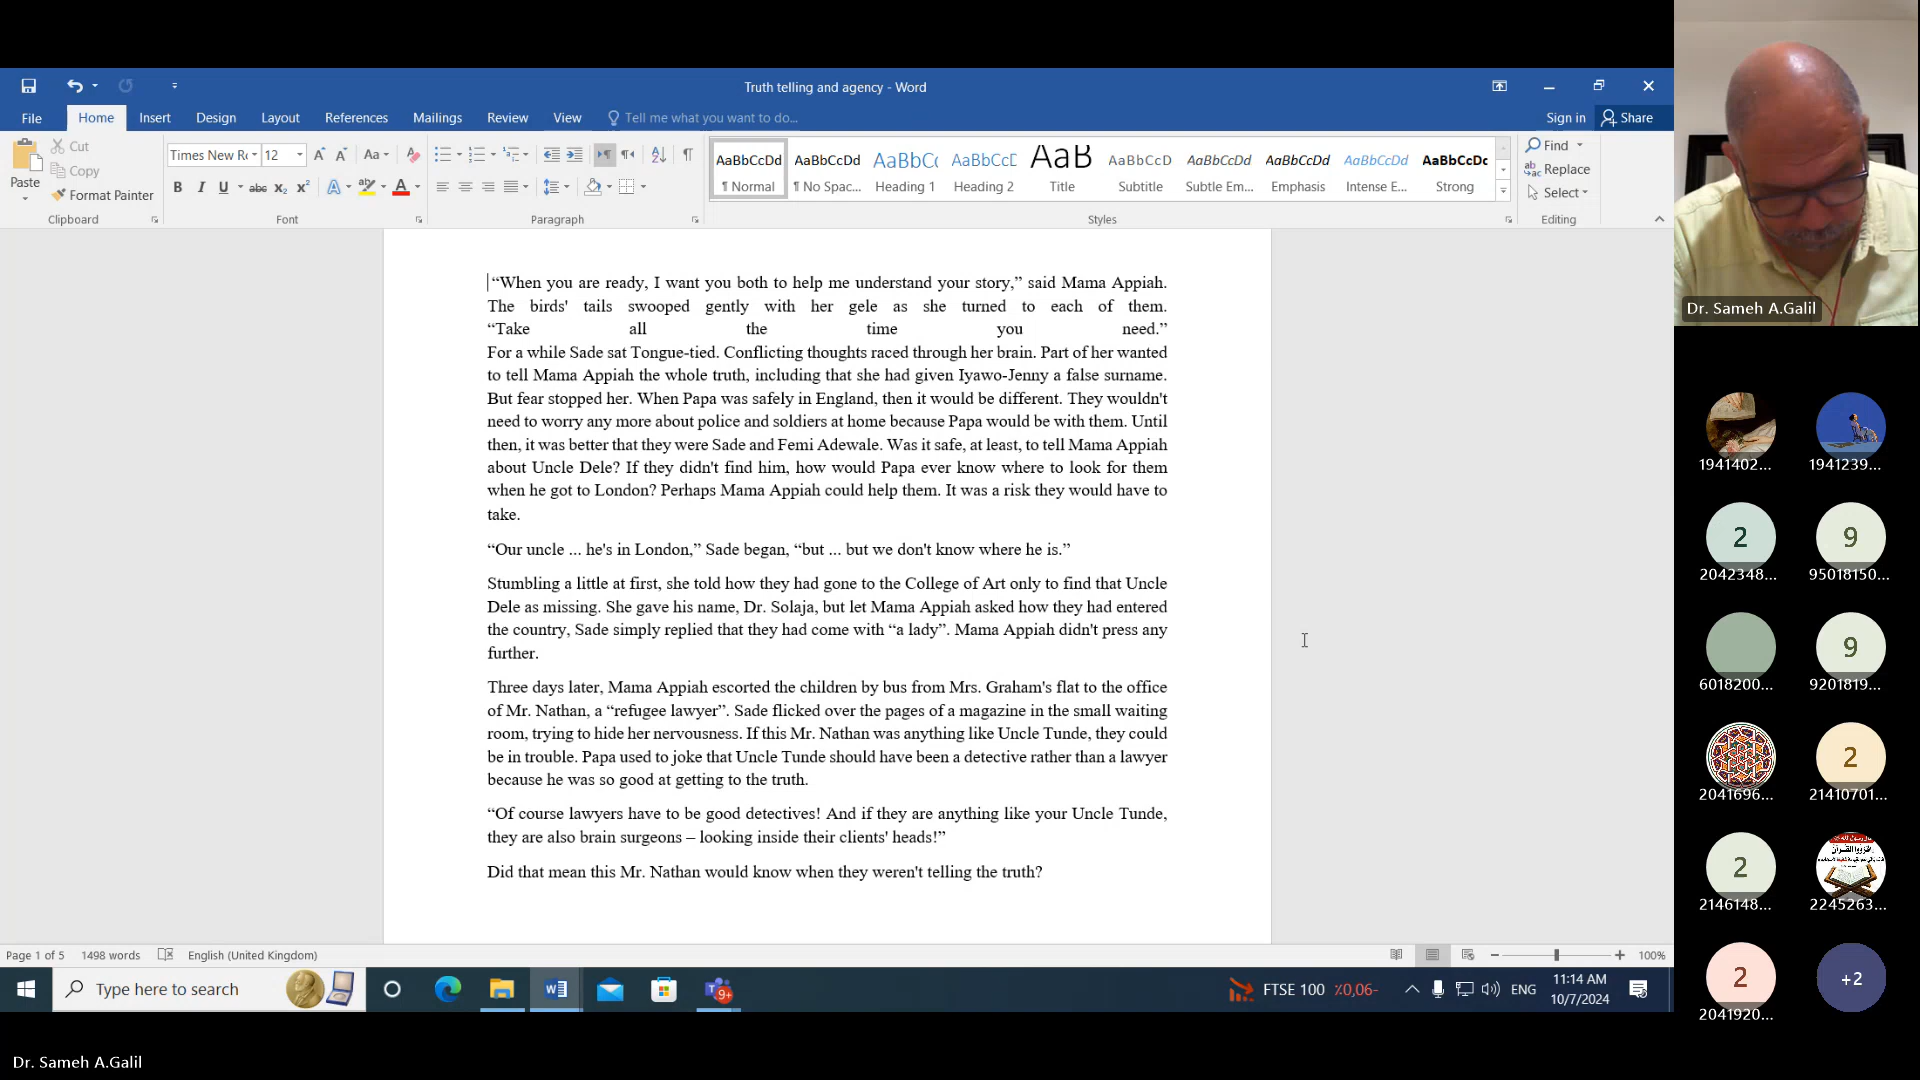 Truth telling and agency - Word
File Home Insert Design Layout References Mailings Review View Tell me what you want to do... Sign in Share
Paste Cut Copy Format Painter
Clipboard
Times New Ro 12 Aa
B I U abc x₂ x² A A
Font
Paragraph
AaBbCcDd AaBbCcDd AaBbCc AaBbCcD AaB AaBbCcD AaBbCcDd AaBbCcDd AaBbCcDd AaBbCcDc
¶ Normal ¶ No Spac... Heading 1 Heading 2 Title Subtitle Subtle Em... Emphasis Intense E... Strong
Styles
Find
Replace
Select
Editing
“When you are ready, I want you both to help me understand your story,” said Mama Appiah.
The birds' tails swooped gently with her gele as she turned to each of them.
“Take all the time you need.”
For a while Sade sat Tongue-tied. Conflicting thoughts raced through her brain. Part of her wanted
to tell Mama Appiah the whole truth, including that she had given Iyawo-Jenny a false surname.
But fear stopped her. When Papa was safely in England, then it would be different. They wouldn't
need to worry any more about police and soldiers at home because Papa would be with them. Until
then, it was better that they were Sade and Femi Adewale. Was it safe, at least, to tell Mama Appiah
about Uncle Dele? If they didn't find him, how would Papa ever know where to look for them
when he got to London? Perhaps Mama Appiah could help them. It was a risk they would have to
take.
“Our uncle ... he's in London,” Sade began, “but ... but we don't know where he is.”
Stumbling a little at first, she told how they had gone to the College of Art only to find that Uncle
Dele as missing. She gave his name, Dr. Solaja, but let Mama Appiah asked how they had entered
the country, Sade simply replied that they had come with “a lady”. Mama Appiah didn't press any
further.
Three days later, Mama Appiah escorted the children by bus from Mrs. Graham's flat to the office
of Mr. Nathan, a “refugee lawyer”. Sade flicked over the pages of a magazine in the small waiting
room, trying to hide her nervousness. If this Mr. Nathan was anything like Uncle Tunde, they could
be in trouble. Papa used to joke that Uncle Tunde should have been a detective rather than a lawyer
because he was so good at getting to the truth.
“Of course lawyers have to be good detectives! And if they are anything like your Uncle Tunde,
they are also brain surgeons – looking inside their clients' heads!”
Did that mean this Mr. Nathan would know when they weren't telling the truth?
Page 1 of 5 1498 words English (United Kingdom) 100%
Type here to search
9+
FTSE 100 ٪0,06-
ENG
11:14 AM
10/7/2024
Dr. Sameh A.Galil
1941402... 1941239...
2 9
2042348... 95018150...
9
6018200... 9201819...
2
2041696... 21410701...
2
2146148... 2245263...
2 +2
2041920...
Dr. Sameh A.Galil